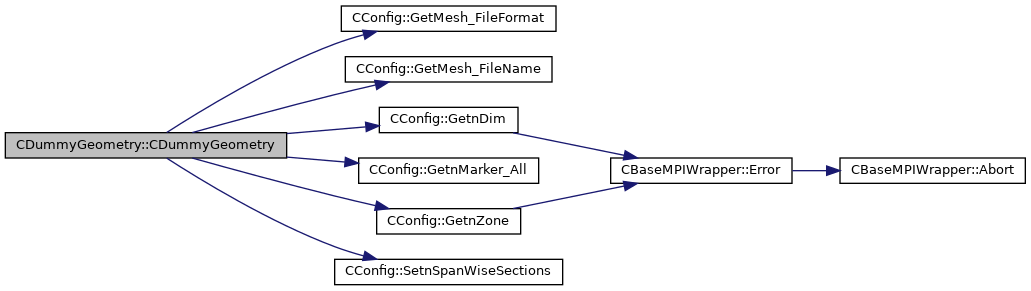 CConfig::GetMesh_FileFormat
CConfig::GetMesh_FileName
CConfig::GetnDim
CDummyGeometry::CDummyGeometry
CConfig::GetnMarker_All
CBaseMPIWrapper::Error
CBaseMPIWrapper::Abort
CConfig::GetnZone
CConfig::SetnSpanWiseSections